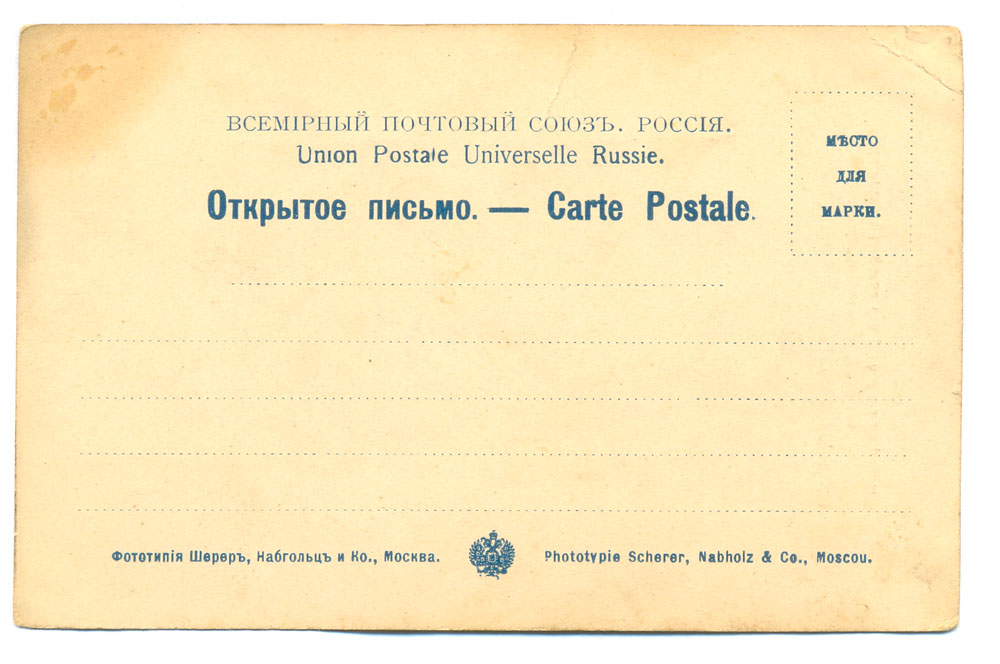 ВСЕМІРНЫЙ ПОЧТОВЫЙ СОЮЗЪ. РОССІЯ.
Union Postale Universelle Russie.
Открытое письмо. — Carte Postale.
МѢСТО
ДЛЯ
МАРКИ.
Фототипія Шереръ, Набгольцъ и Ко., Москва.
Phototypie Scherer, Nabholz & Co., Moscou.